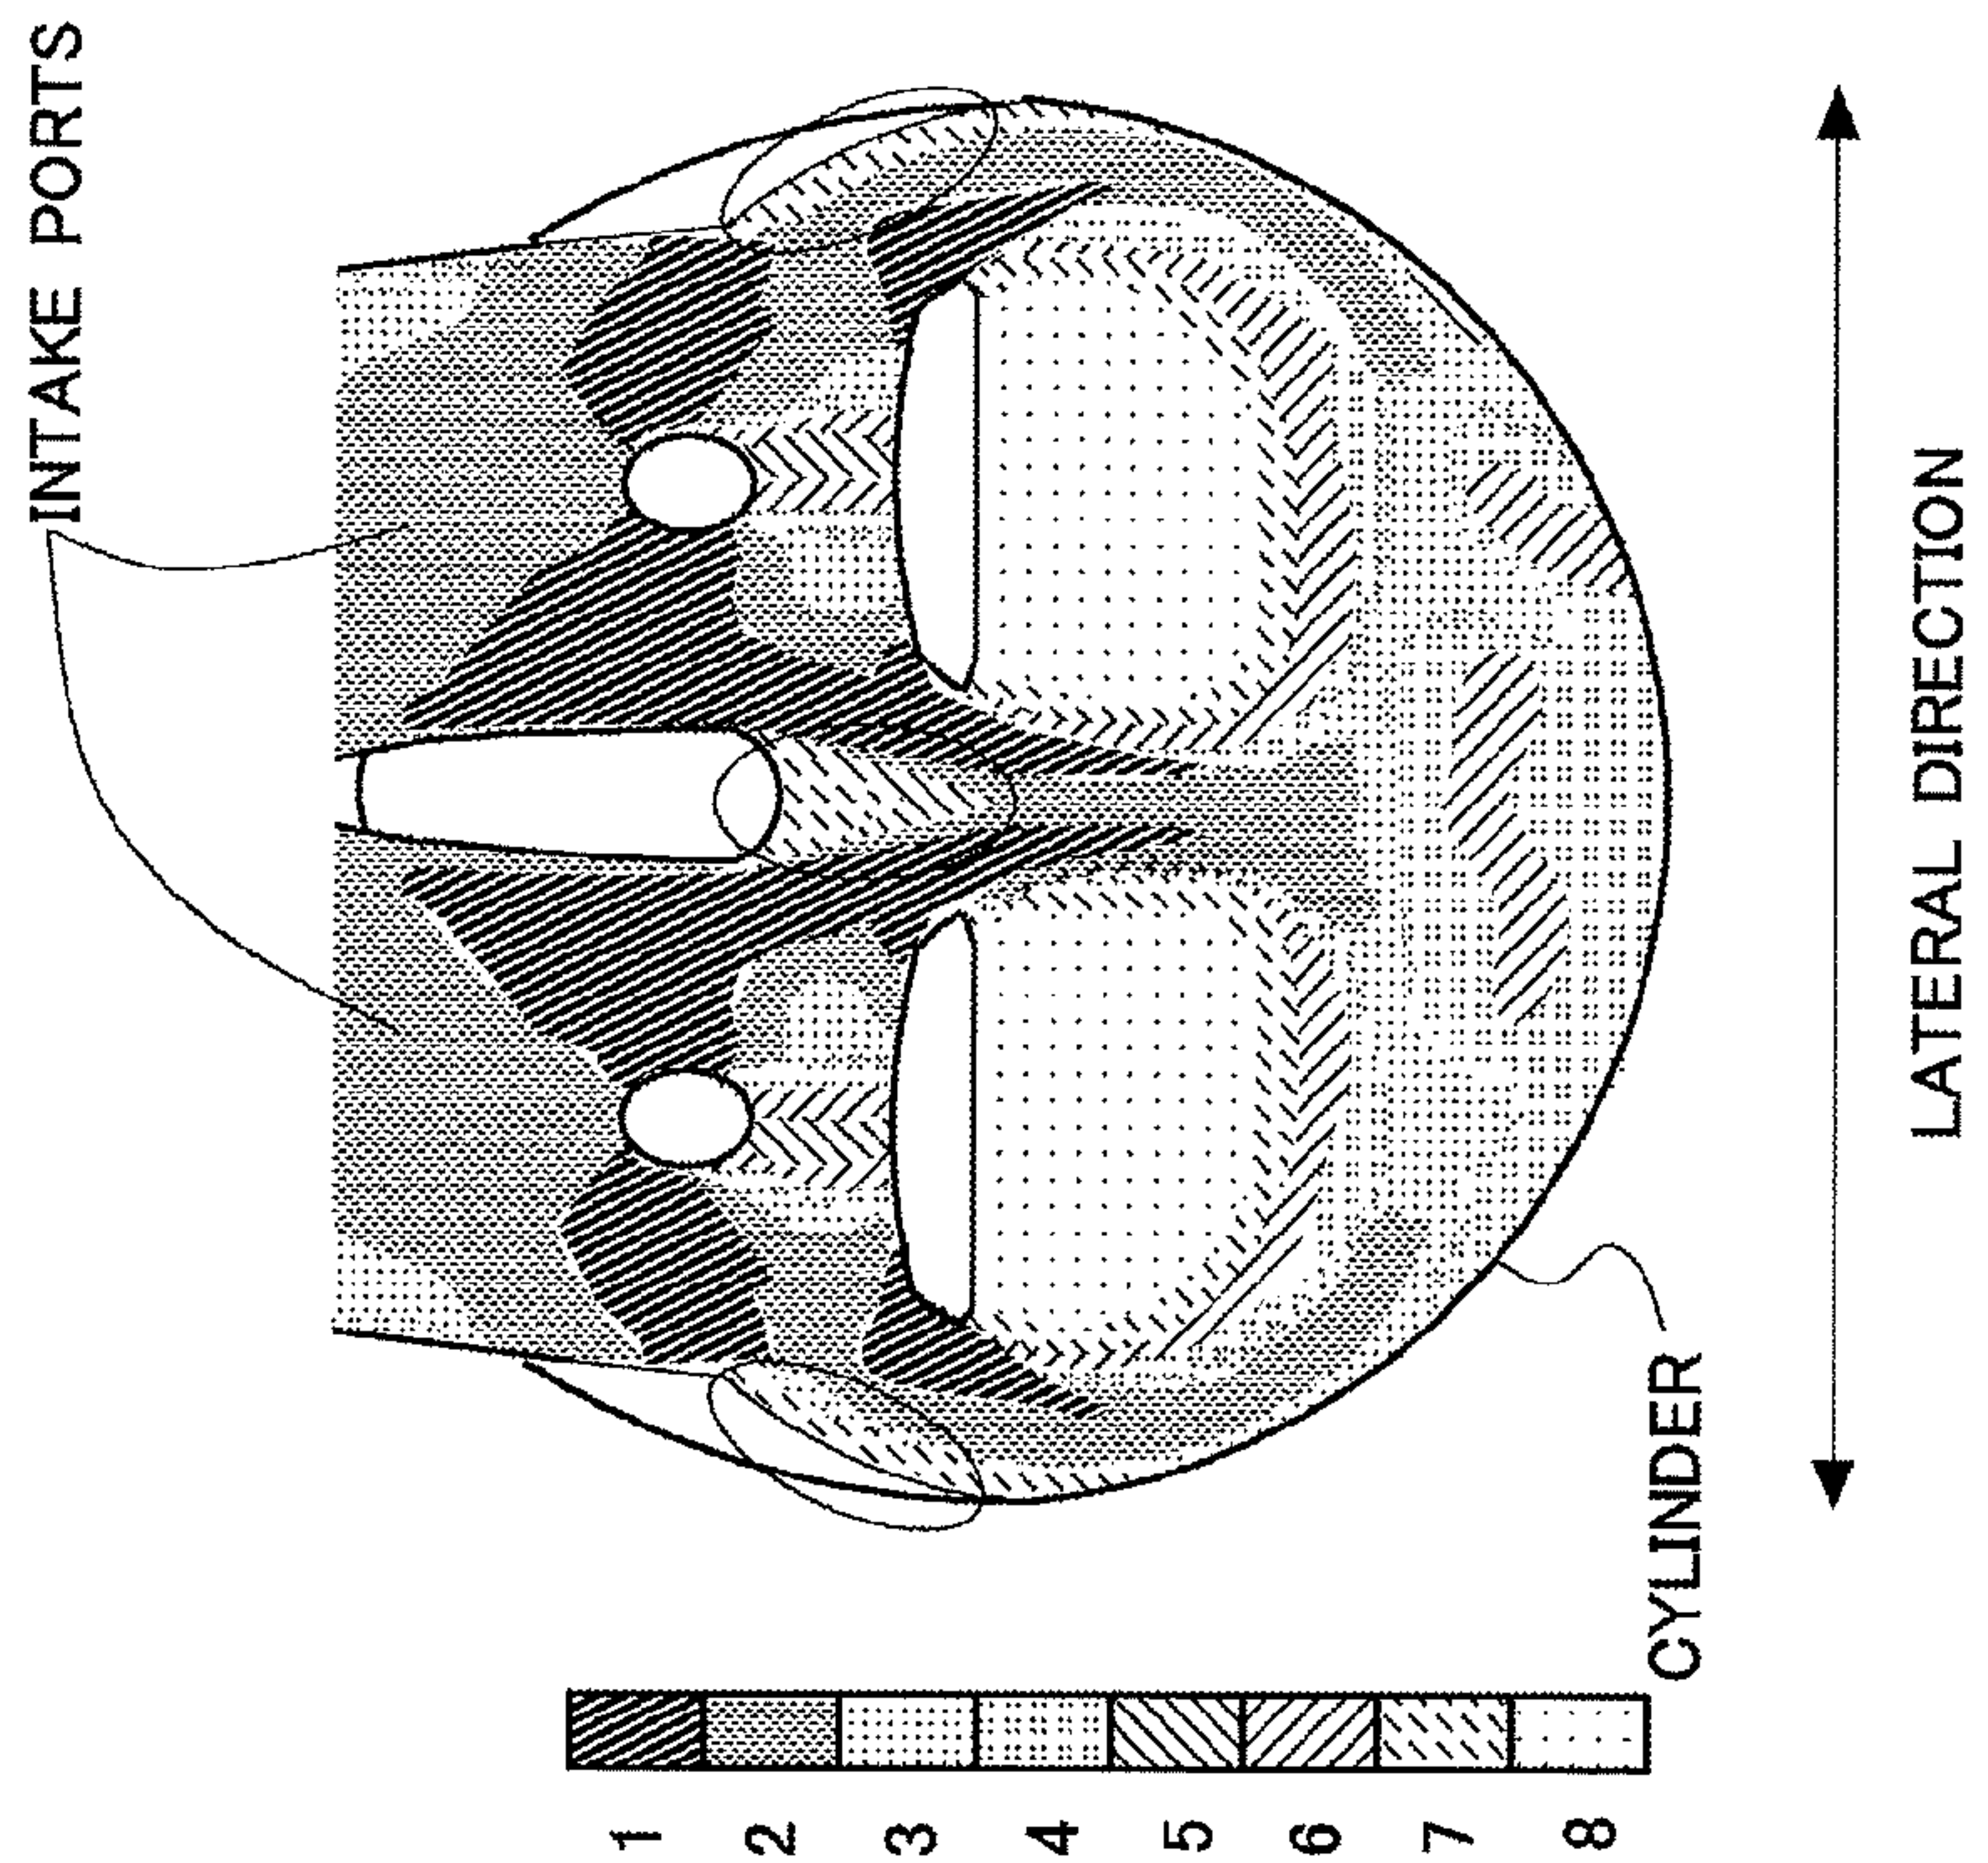 INTAKE PORTS
LATERAL DIRECTION
CYLINDER
1
2
3
4
5
6
7
8